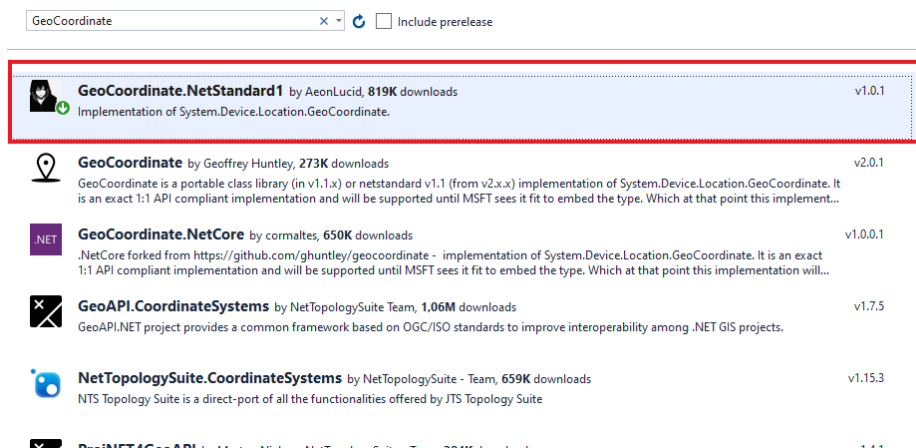 GeoCoordinate
Include prerelease
GeoCoordinate.NetStandard1 by AeonLucid, 819K downloads
v1.0.1
Implementation of System.Device.Location.GeoCoordinate.
GeoCoordinate by Geoffrey Huntley, 273K downloads
v2.0.1
GeoCoordinate is a portable class library (in v1.1.x) or netstandard v1.1 (from v2.x.x) implementation of System.Device.Location.GeoCoordinate. It
is an exact 1:1 API compliant implementation and will be supported until MSFT sees it fit to embed the type. Which at that point this implement...
.NET
GeoCoordinate.NetCore by cormaltes, 650K downloads
v1.0.0.1
.NetCore forked from https://github.com/ghuntley/geocoordinate - implementation of System.Device.Location.GeoCoordinate. It is an exact
1:1 API compliant implementation and will be supported until MSFT sees it fit to embed the type. Which at that point this implementation will...
GeoAPI.CoordinateSystems by NetTopologySuite Team, 1,06M downloads
v1.7.5
GeoAPI.NET project provides a common framework based on OGC/ISO standards to improve interoperability among .NET GIS projects.
NetTopologySuite.CoordinateSystems by NetTopologySuite - Team, 659K downloads
v1.15.3
NTS Topology Suite is a direct-port of all the functionalities offered by JTS Topology Suite
ProjNET4GeoAPI